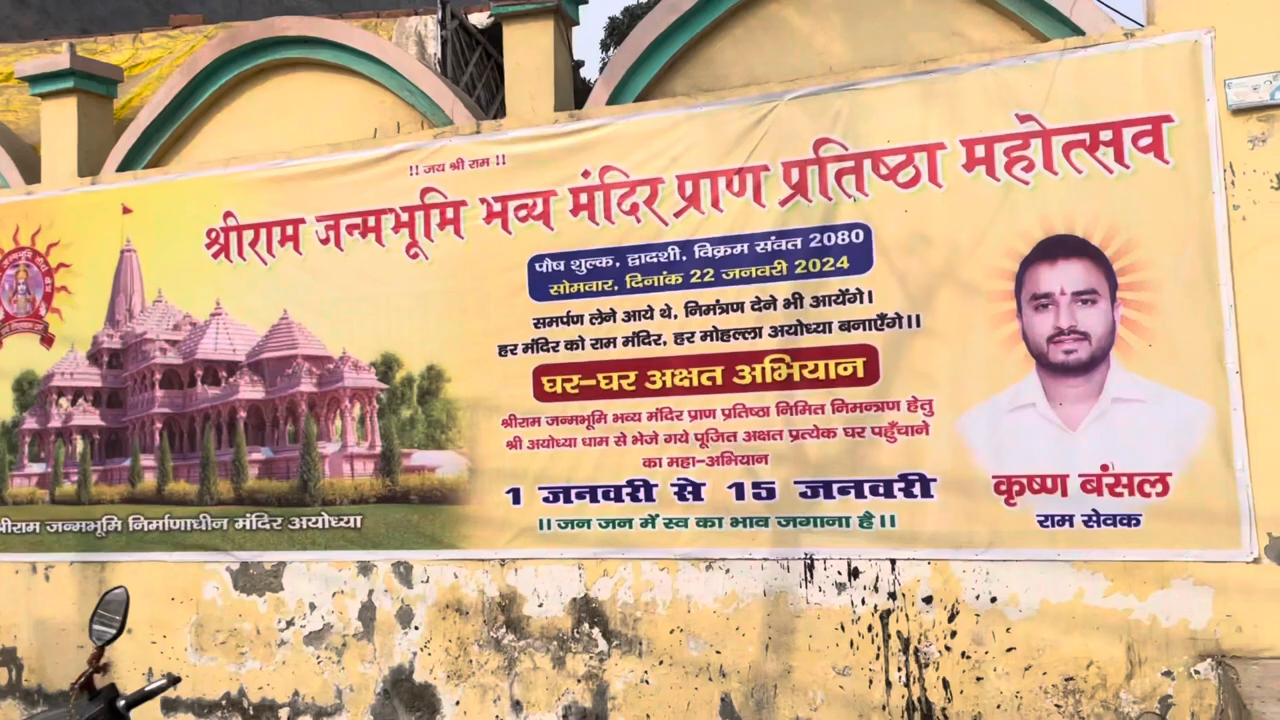 !! जय श्री राम !!
श्रीराम जन्मभूमि भव्य मंदिर प्राण प्रतिष्ठा महोत्सव
पौष शुल्क, द्वादशी, विक्रम संवत 2080
सोमवार, दिनांक 22 जनवरी 2024
समर्पण लेने आये थे, निमंत्रण देने भी आयेंगे।
हर मंदिर को राम मंदिर, हर मोहल्ला अयोध्या बनाएँगे।।
घर-घर अक्षत अभियान
श्रीराम जन्मभूमि भव्य मंदिर प्राण प्रतिष्ठा निमित निमन्त्रण हेतु
श्री अयोध्या धाम से भेजे गये पूजित अक्षत प्रत्येक घर पहुँचाने
का महा-अभियान
1 जनवरी से 15 जनवरी
।। जन जन में स्व का भाव जगाना है।।
श्रीराम जन्मभूमि निर्माणाधीन मंदिर अयोध्या
कृष्ण बंसल
राम सेवक